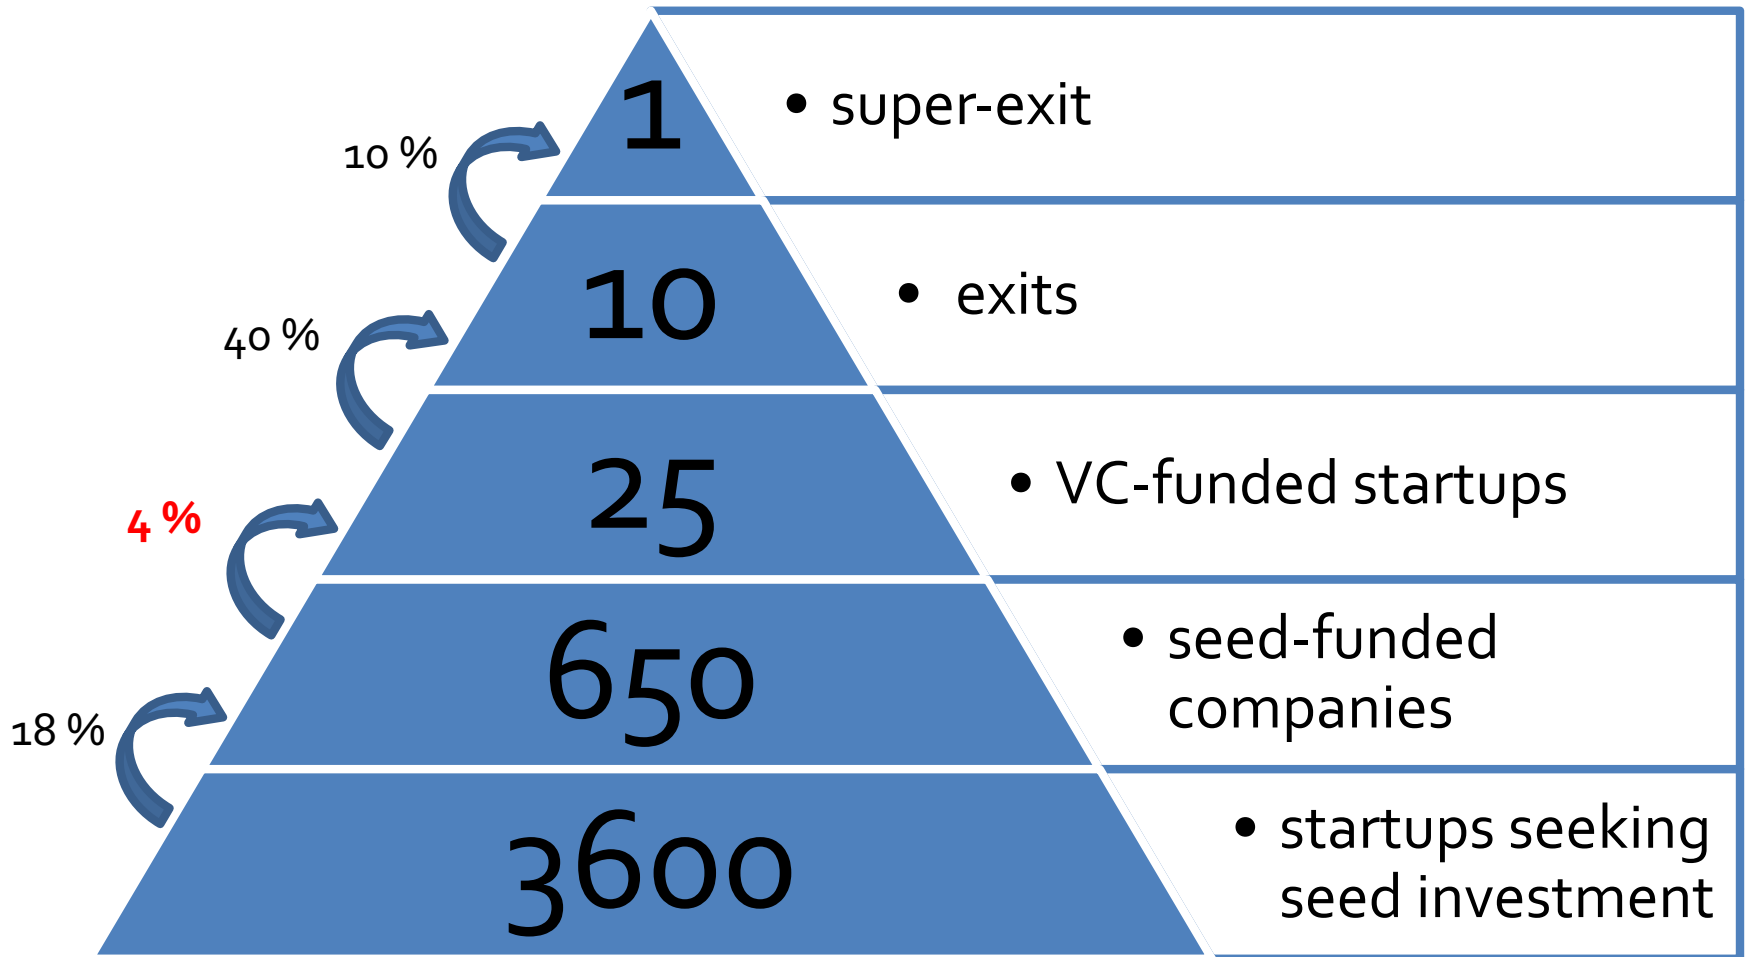 1
• super-exit
10 %
10
• exits
40 %
25
• VC-funded startups
4 %
650
• seed-funded
companies
18 %
3600
• startups seeking
seed investment